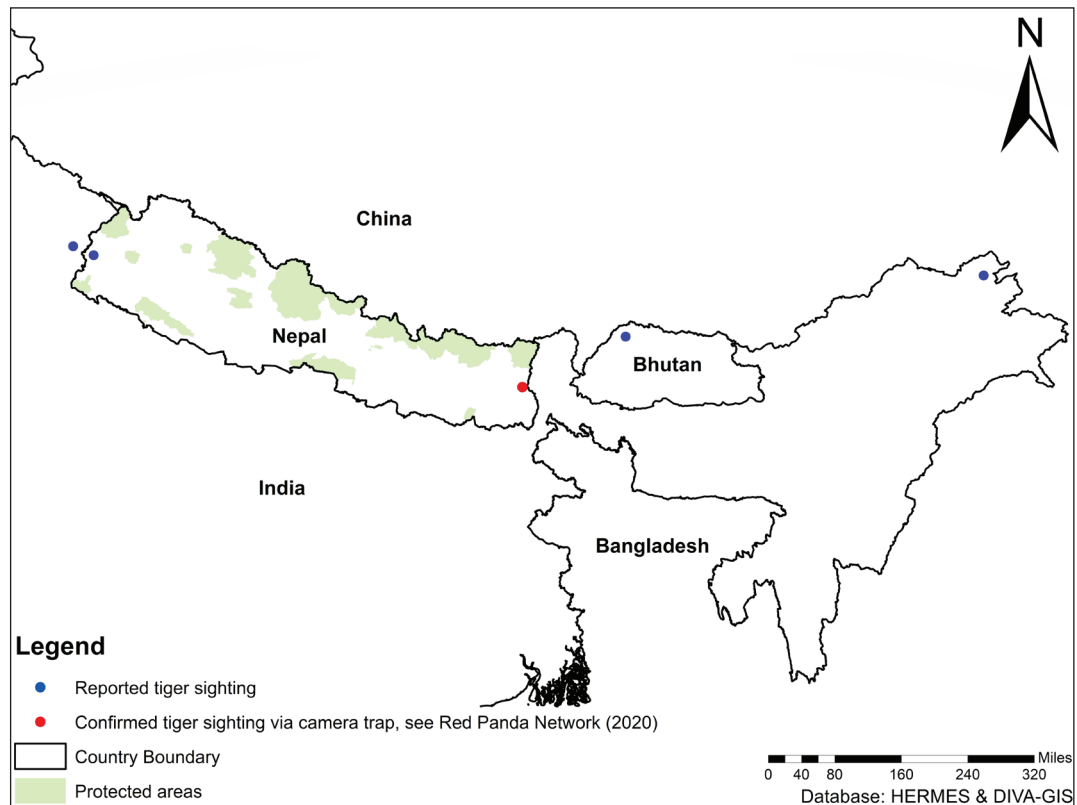 N
China
Nepal
Bhutan
India
Bangladesh
Legend
Reported tiger sighting
Confirmed tiger sighting via camera trap, see Red Panda Network (2020)
Country Boundary
Protected areas
Miles
0 40 80 160 240 320
Database: HERMES & DIVA-GIS